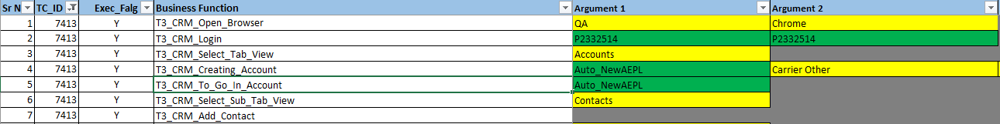 Sr N TC_ID Exec_Falg Business Function Argument 1 Argument 2
1 7413 Y T3_CRM_Open_Browser QA Chrome
2 7413 Y T3_CRM_Login P2332514 P2332514
3 7413 Y T3_CRM_Select_Tab_View Accounts
4 7413 Y T3_CRM_Creating_Account Auto_NewAEPL Carrier Other
5 7413 Y T3_CRM_To_Go_In_Account Auto_NewAEPL
6 7413 Y T3_CRM_Select_Sub_Tab_View Contacts
7 7413 Y T3_CRM_Add_Contact